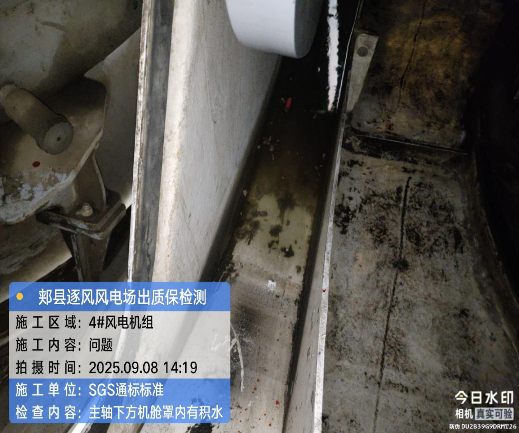 郏县逐风风电场出质保检测
施工区域：4#风电机组
施工内容：问题
拍摄时间：2025.09.08 14:19
施工单位：SGS通标标准
检查内容：主轴下方机舱罩内有积水
今日水印
相机 真实可验
防伪 DU2B39G9DRMT26